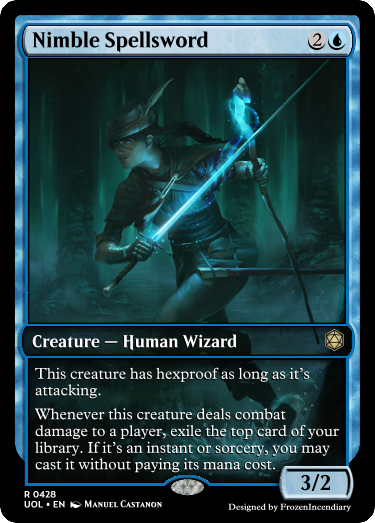 Nimble Spellsword 2
Creature — Human Wizard
This creature has hexproof as long as it's
attacking.
Whenever this creature deals combat
damage to a player, exile the top card of your
library. If it's an instant or sorcery, you may
cast it without paying its mana cost.
3/2
R 0428
UOL • EN Manuel Castanon
Designed by FrozenIncendiary